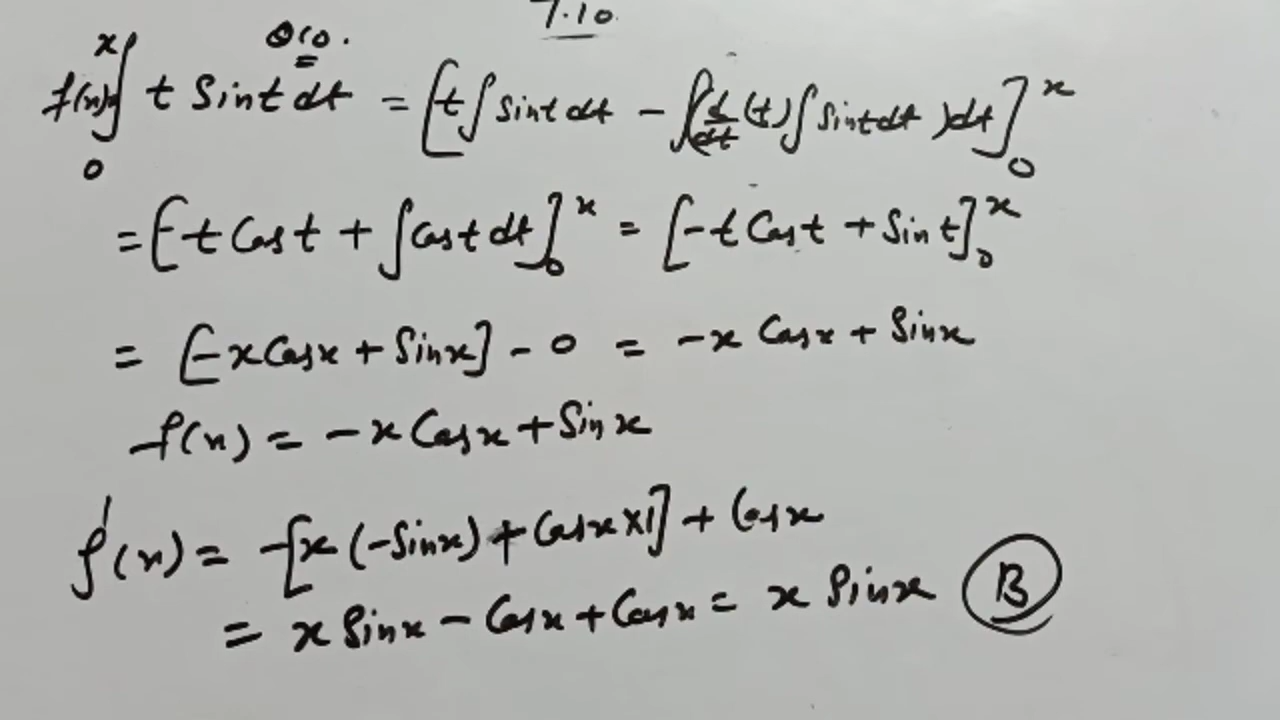 7.10
Q10.
f(x)=∫₀ˣ t Sint dt = [t∫Sint dt - ∫(d/dt (t)∫Sint dt)dt]₀ˣ
= [-t Cost + ∫Cost dt]₀ˣ = [-t Cost + Sint]₀ˣ
= [-x Cosx + Sinx] - 0 = -x Cosx + Sinx
f(x) = -x Cosx + Sinx
f'(x) = -[x (-Sinx) + Cosx×1] + Cosx
= x Sinx - Cosx + Cosx = x Sinx (B)